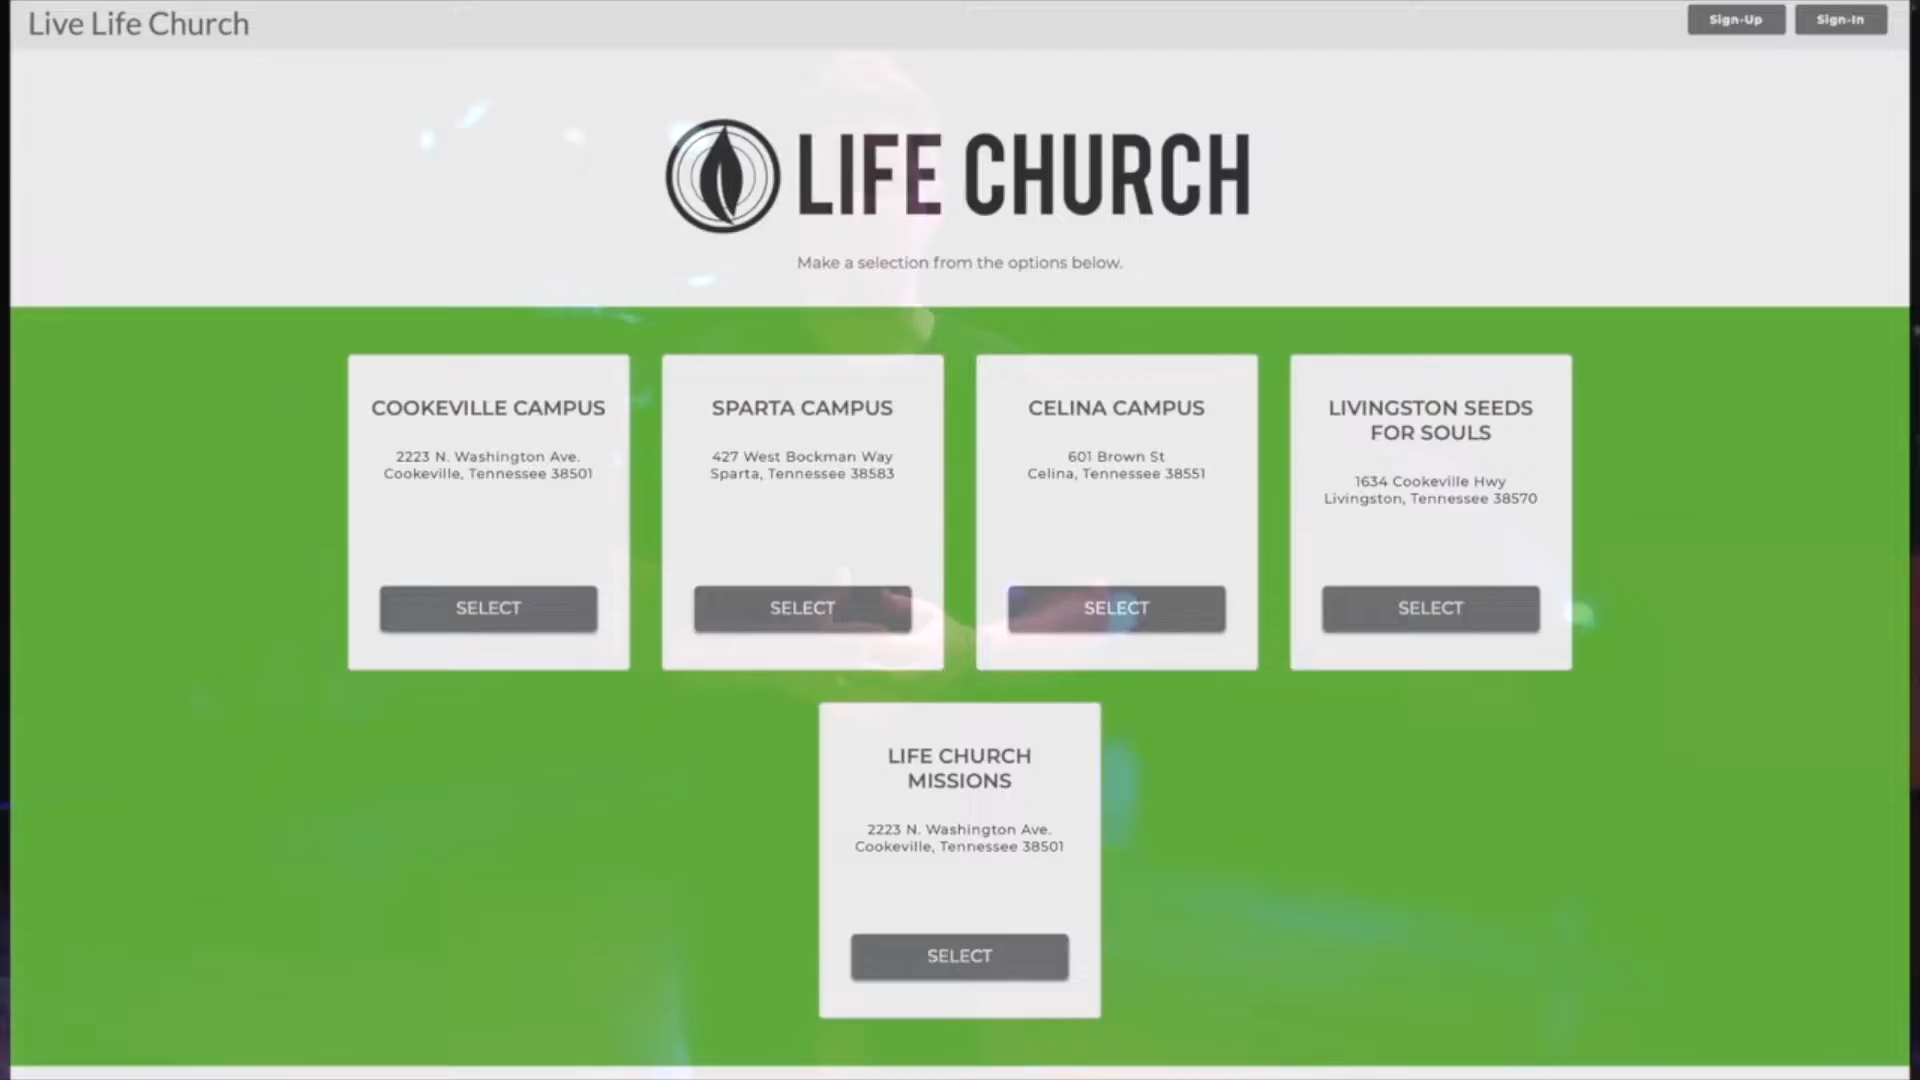 Live Life Church
Sign-Up
Sign-In
LIFE CHURCH
Make a selection from the options below.
COOKEVILLE CAMPUS
2223 N. Washington Ave.
Cookeville, Tennessee 38501
SELECT
SPARTA CAMPUS
427 West Bockman Way
Sparta, Tennessee 38583
SELECT
CELINA CAMPUS
601 Brown St
Celina, Tennessee 38551
SELECT
LIVINGSTON SEEDS
FOR SOULS
1634 Cookeville Hwy
Livingston, Tennessee 38570
SELECT
LIFE CHURCH
MISSIONS
2223 N. Washington Ave.
Cookeville, Tennessee 38501
SELECT